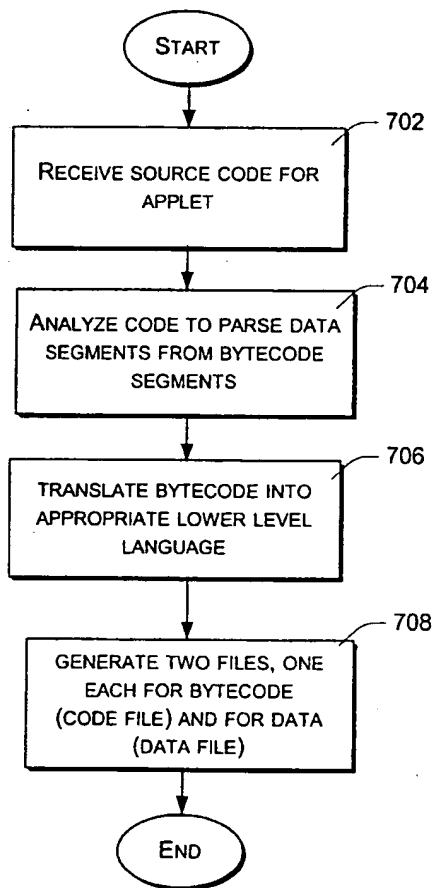 START
702
RECEIVE SOURCE CODE FOR
APPLET
704
ANALYZE CODE TO PARSE DATA
SEGMENTS FROM BYTECODE
SEGMENTS
706
TRANSLATE BYTECODE INTO
APPROPRIATE LOWER LEVEL
LANGUAGE
708
GENERATE TWO FILES, ONE
EACH FOR BYTECODE
(CODE FILE) AND FOR DATA
(DATA FILE)
END